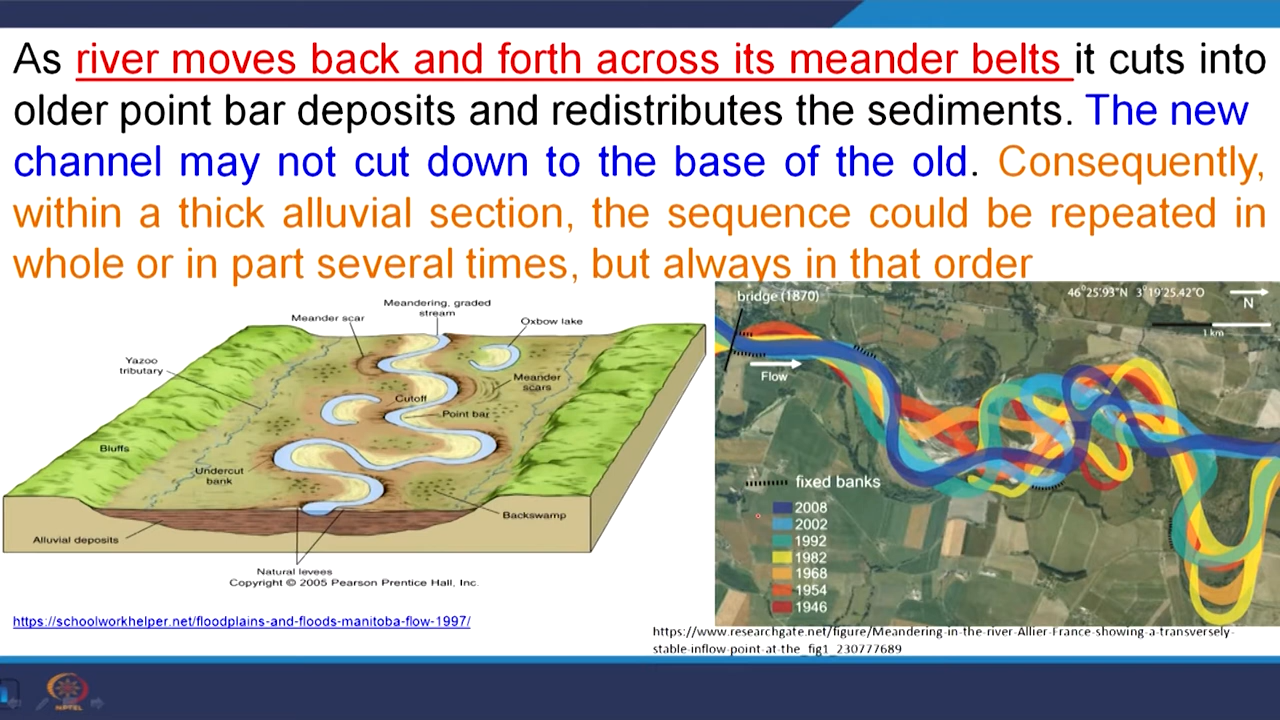 As river moves back and forth across its meander belts it cuts into
older point bar deposits and redistributes the sediments. The new
channel may not cut down to the base of the old. Consequently,
within a thick alluvial section, the sequence could be repeated in
whole or in part several times, but always in that order
Meandering, graded
stream
Meander scar
Oxbow lake
Yazoo
tributary
Meander
scars
Cutoff
Point bar
Bluffs
Undercut
bank
Backswamp
Alluvial deposits
Natural levees
Copyright © 2005 Pearson Prentice Hall, Inc.
https://schoolworkhelper.net/floodplains-and-floods-manitoba-flow-1997/
bridge (1870)
46°25'93"N 3°19'25.42"O
N
1 km
Flow
fixed banks
2008
2002
1992
1982
1968
1954
1946
https://www.researchgate.net/figure/Meandering-in-the-river-Allier-France-showing-a-transversely-
stable-inflow-point-at-the_fig1_230777689
NPTEL